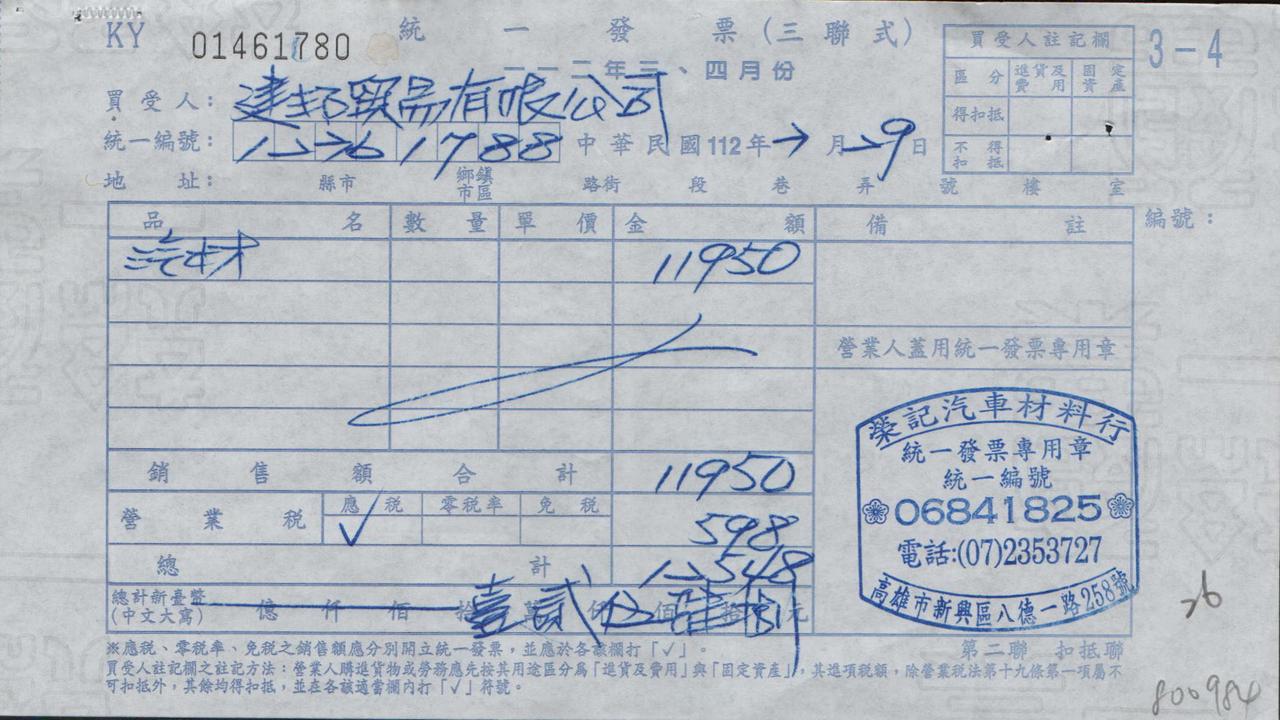 KY 01461780 統一發票(三聯式)
一一二年三、四月份
3-4
買受人註記欄
區分 進貨及費用 固定資產
得扣抵
不得扣抵
買受人: 貿易有限公司
統一編號: 12361788 中華民國112年3月29日
地址: 縣市 鄉鎮市區 路街 段 巷 弄 號 樓 室
品名 數量 單價 金額 備註 編號:
汽材 11950
營業人蓋用統一發票專用章
榮記汽車材料行
統一發票專用章
統一編號
06841825
電話:(07)2353727
高雄市新興區八德一路258號
銷售額合計 11950
營業稅 應稅 零稅率 免稅
√ 598
總計 12548
總計新臺幣(中文大寫) 億仟佰拾萬仟佰拾元 壹貳伍肆捌
※應稅、零稅率、免稅之銷售額應分別開立統一發票,並應於各該欄打「√」。
買受人註記欄之註記方法:營業人購進貨物或勞務應先按其用途區分為「進貨及費用」與「固定資產」,其進項稅額,除營業稅法第十九條第一項屬不
可扣抵外,其餘均得扣抵,並在各該適當欄內打「√」符號。
第二聯 扣抵聯
800984